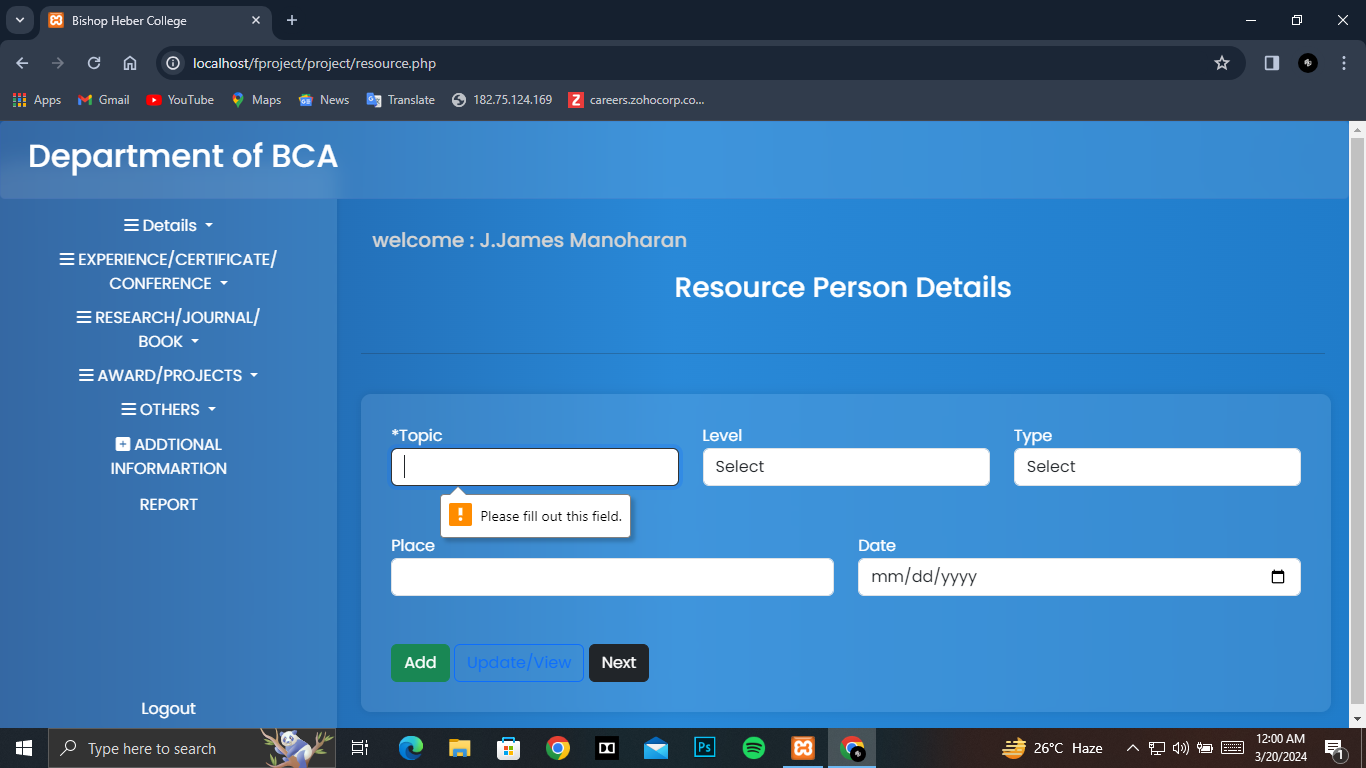 Bishop Heber College
localhost/fproject/project/resource.php
Apps Gmail YouTube Maps News Translate 182.75.124.169 careers.zohocorp.co...
Department of BCA
Details
EXPERIENCE/CERTIFICATE/
CONFERENCE
RESEARCH/JOURNAL/
BOOK
AWARD/PROJECTS
OTHERS
ADDTIONAL
INFORMARTION
REPORT
Logout
welcome : J.James Manoharan
Resource Person Details
*Topic Level Type
Select Select
Please fill out this field.
Place Date
mm/dd/yyyy
Add Update/View Next
Type here to search
26°C Haze
12:00 AM
3/20/2024
1